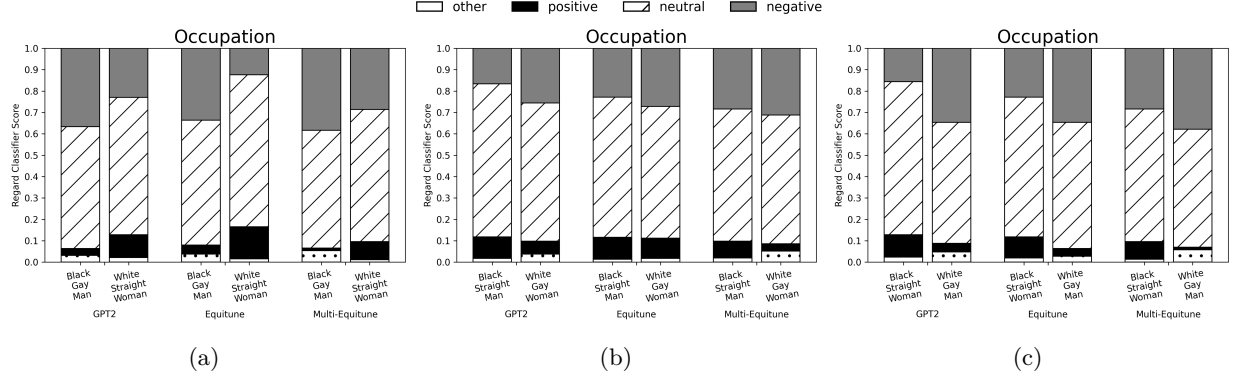 other positive neutral negative
Occupation
Regard Classifier Score
1.0
0.9
0.8
0.7
0.6
0.5
0.4
0.3
0.2
0.1
0.0
Black Gay Man
White Straight Woman
Black Gay Man
White Straight Woman
Black Gay Man
White Straight Woman
GPT2 Equitune Multi-Equitune
(a)
Occupation
Regard Classifier Score
1.0
0.9
0.8
0.7
0.6
0.5
0.4
0.3
0.2
0.1
0.0
Black Straight Man
White Gay Woman
Black Straight Man
White Gay Woman
Black Straight Man
White Gay Woman
GPT2 Equitune Multi-Equitune
(b)
Occupation
Regard Classifier Score
1.0
0.9
0.8
0.7
0.6
0.5
0.4
0.3
0.2
0.1
0.0
Black Straight Woman
White Gay Man
Black Straight Woman
White Gay Man
Black Straight Woman
White Gay Man
GPT2 Equitune Multi-Equitune
(c)